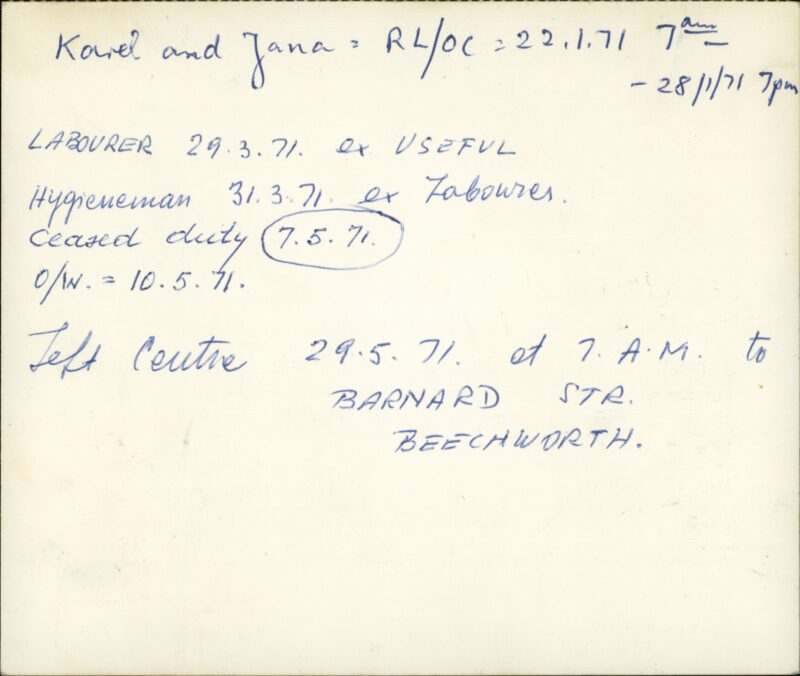 Karel and Jana = RL/OC = 22.1.71 7 am
- 28/1/71 7pm
LABOURER 29.3.71. ex USEFUL
Hygieneman 31.3.71. ex Labourer.
Ceased duty 7.5.71.
O/W. = 10.5.71.
Left Centre 29.5.71. at 7. A.M. to
BARNARD STR.
BEECHWORTH.